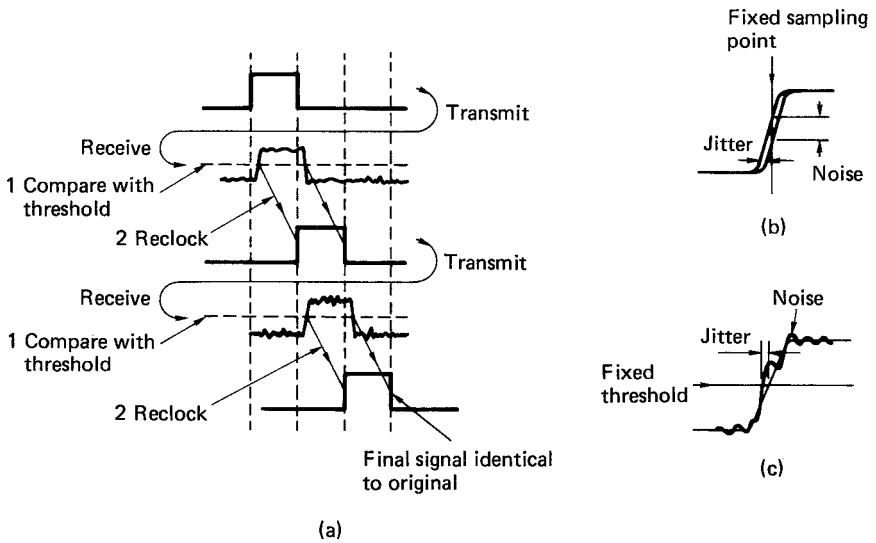 Transmit
Receive
1 Compare with
threshold
2 Reclock
Transmit
Receive
1 Compare with
threshold
2 Reclock
Final signal identical
to original
(a)
Fixed sampling
point
Jitter
Noise
(b)
Noise
Jitter
Fixed
threshold
(c)